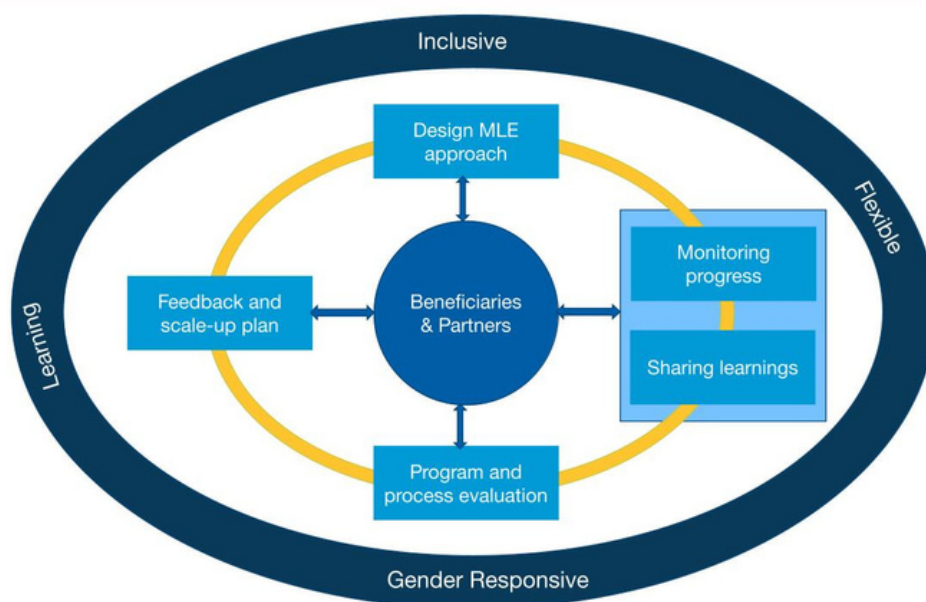 Inclusive
Design MLE
approach
Flexible
Monitoring
progress
Feedback and
scale-up plan
Beneficiaries
& Partners
Learning
Sharing learnings
Program and
process evaluation
Gender Responsive